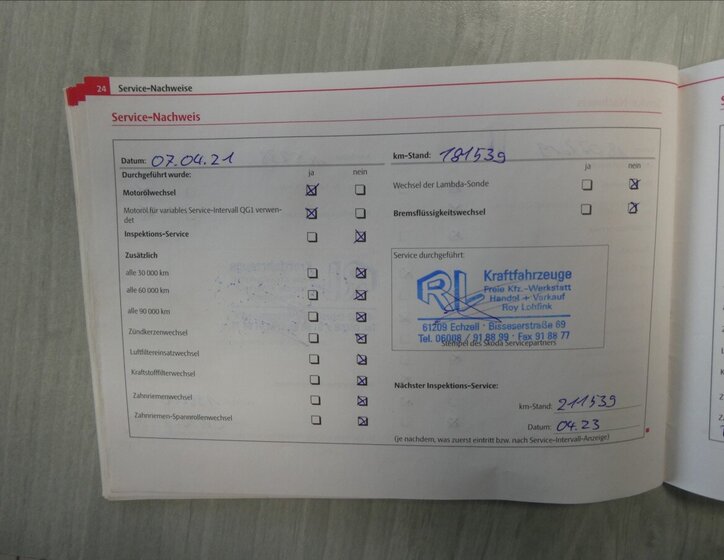 24 Service-Nachweise
Service-Nachweis
Datum: 07.04.21
km-Stand: 181539
Durchgeführt wurde: ja nein
ja nein
Motorölwechsel
Wechsel der Lambda-Sonde
Motoröl für variables Service-Intervall QG1 verwen-
det
Bremsflüssigkeitswechsel
Inspektions-Service
Zusätzlich
Service durchgeführt:
alle 30 000 km
alle 60 000 km
alle 90 000 km
Zündkerzenwechsel
Luftfiltereinsatzwechsel
Kraftstofffilterwechsel
Zahnriemenwechsel
Zahnriemen-Spannrollenwechsel
RL Kraftfahrzeuge
Freie Kfz.-Werkstatt
Handel + Verkauf
Roy Lohfink
61209 Echzell · Bisseserstraße 69
Tel. 06008 / 91 88 99 · Fax 91 88 77
Stempel des Škoda Servicepartners
Nächster Inspektions-Service:
km-Stand: 211539
Datum: 04.23
(je nachdem, was zuerst eintritt bzw. nach Service-Intervall-Anzeige)